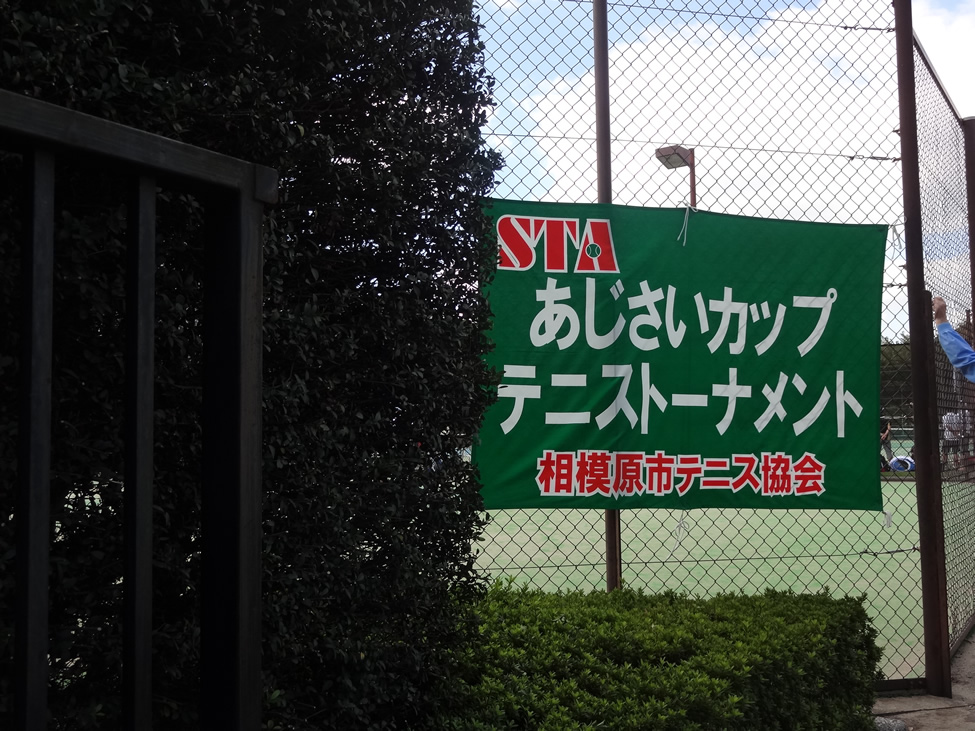 STA
あじさいカップ
テニストーナメント
相模原市テニス協会